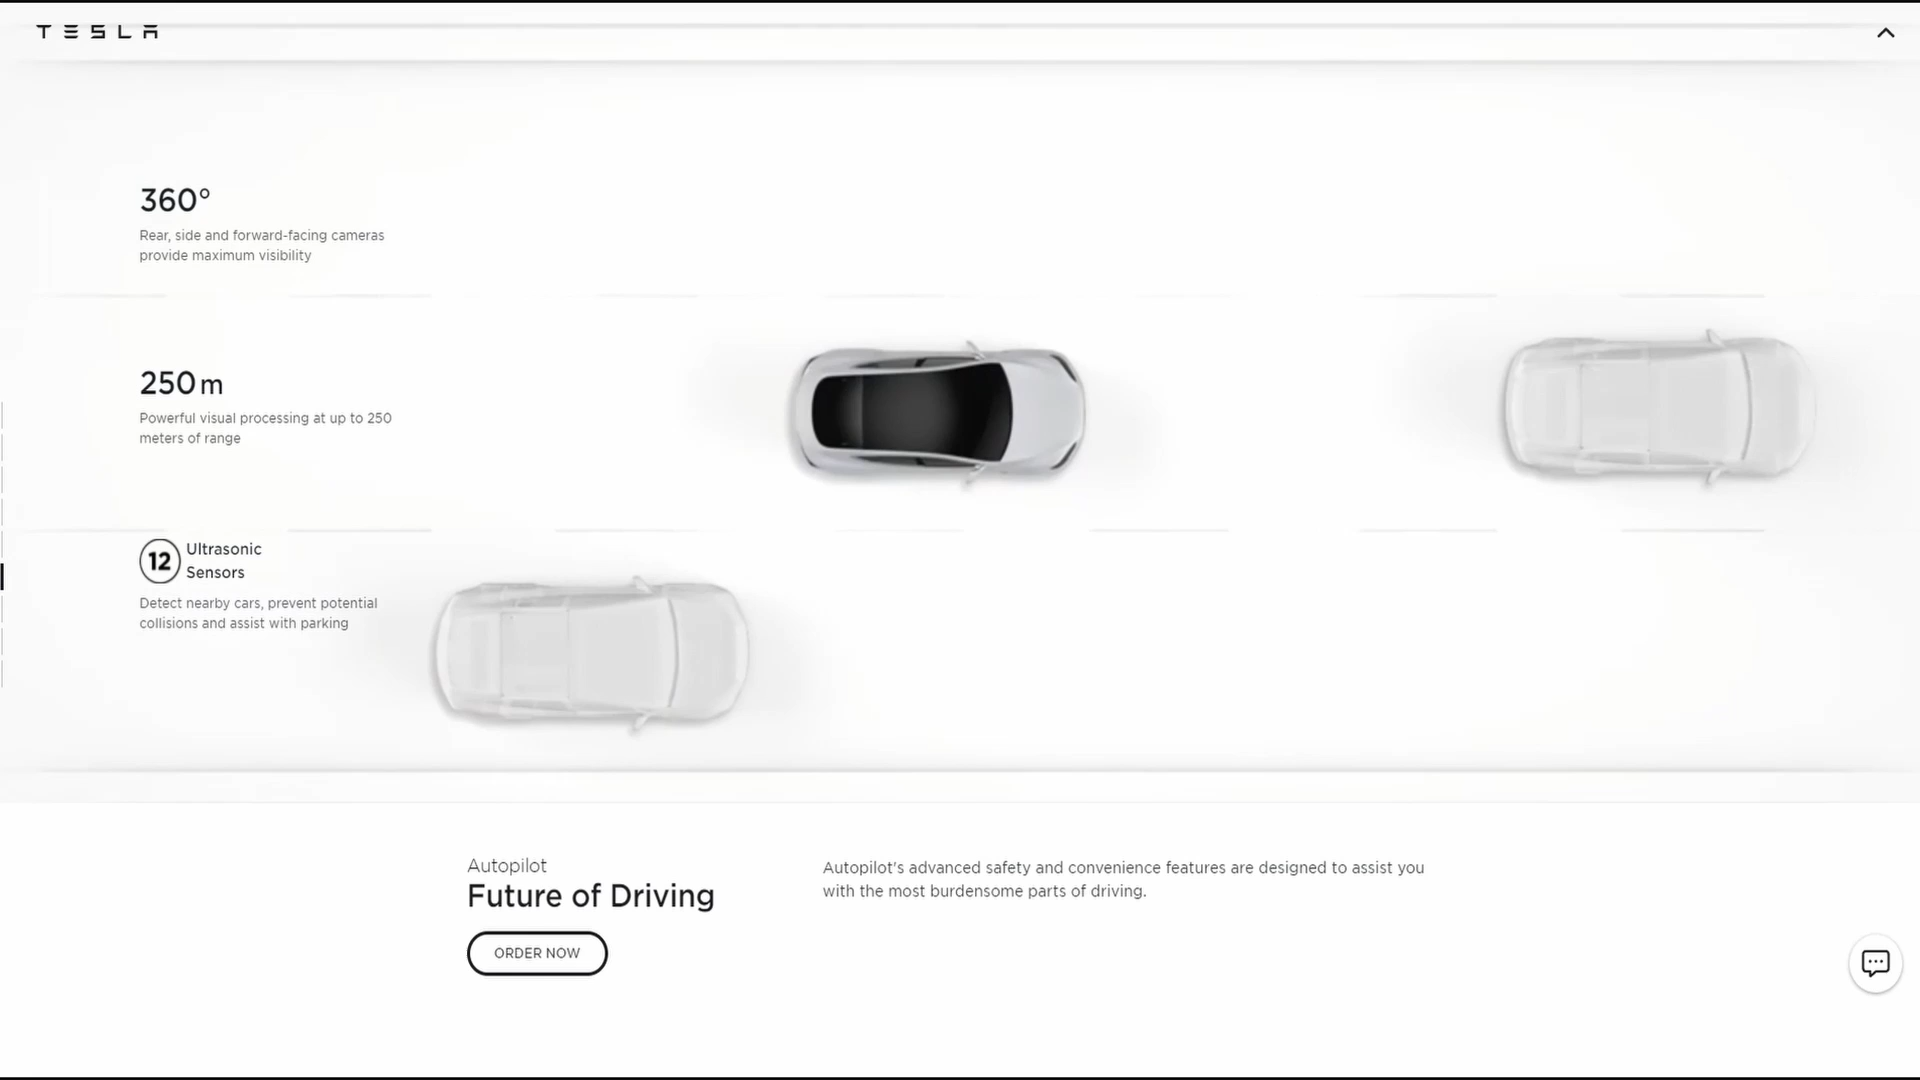 TESLA
360°
Rear, side and forward-facing cameras
provide maximum visibility
250 m
Powerful visual processing at up to 250
meters of range
12 Ultrasonic
Sensors
Detect nearby cars, prevent potential
collisions and assist with parking
Autopilot
Future of Driving
ORDER NOW
Autopilot's advanced safety and convenience features are designed to assist you
with the most burdensome parts of driving.